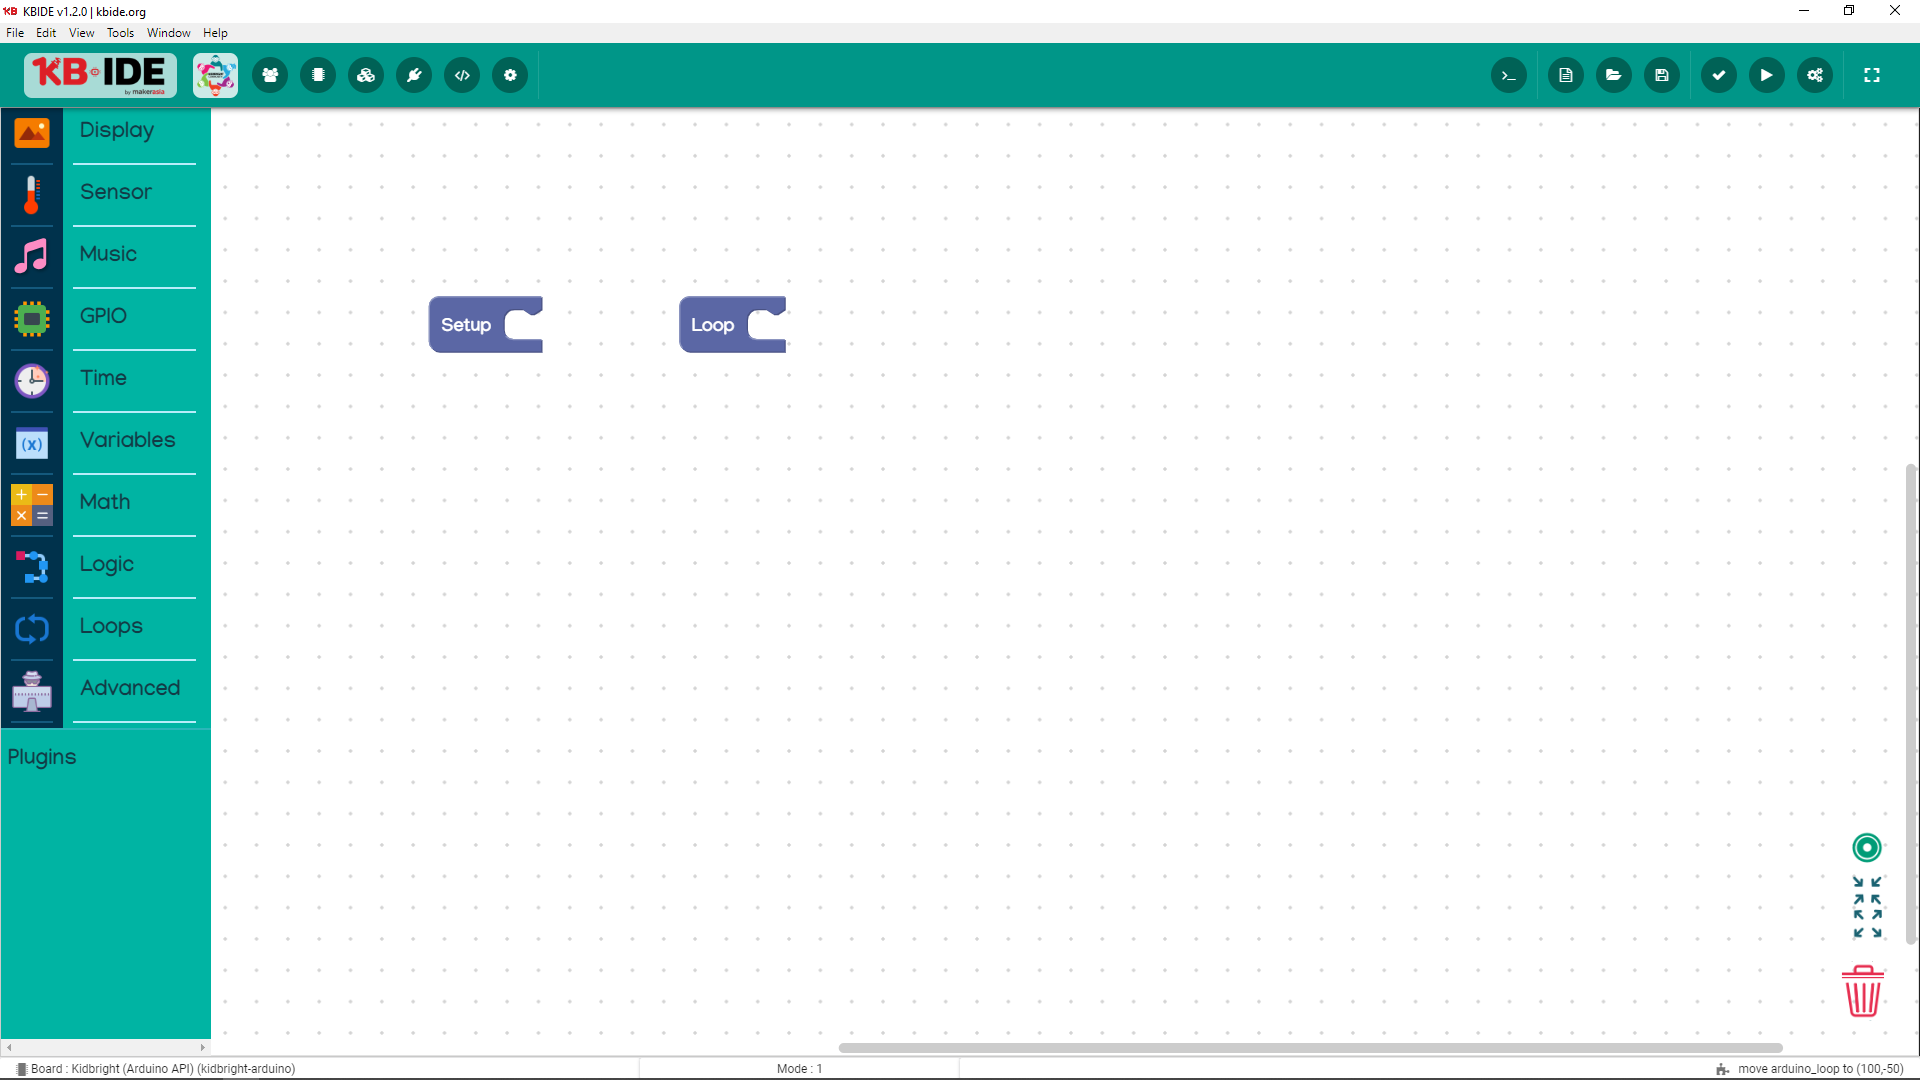 KBIDE v1.2.0 | kbide.org
File Edit View Tools Window Help
KB IDE
by makerasia
Display
Sensor
Music
GPIO
Time
Variables
Math
Logic
Loops
Advanced
Plugins
Setup
Loop
Board : Kidbright (Arduino API) (kidbright-arduino)
Mode : 1
move arduino_loop to (100,-50)